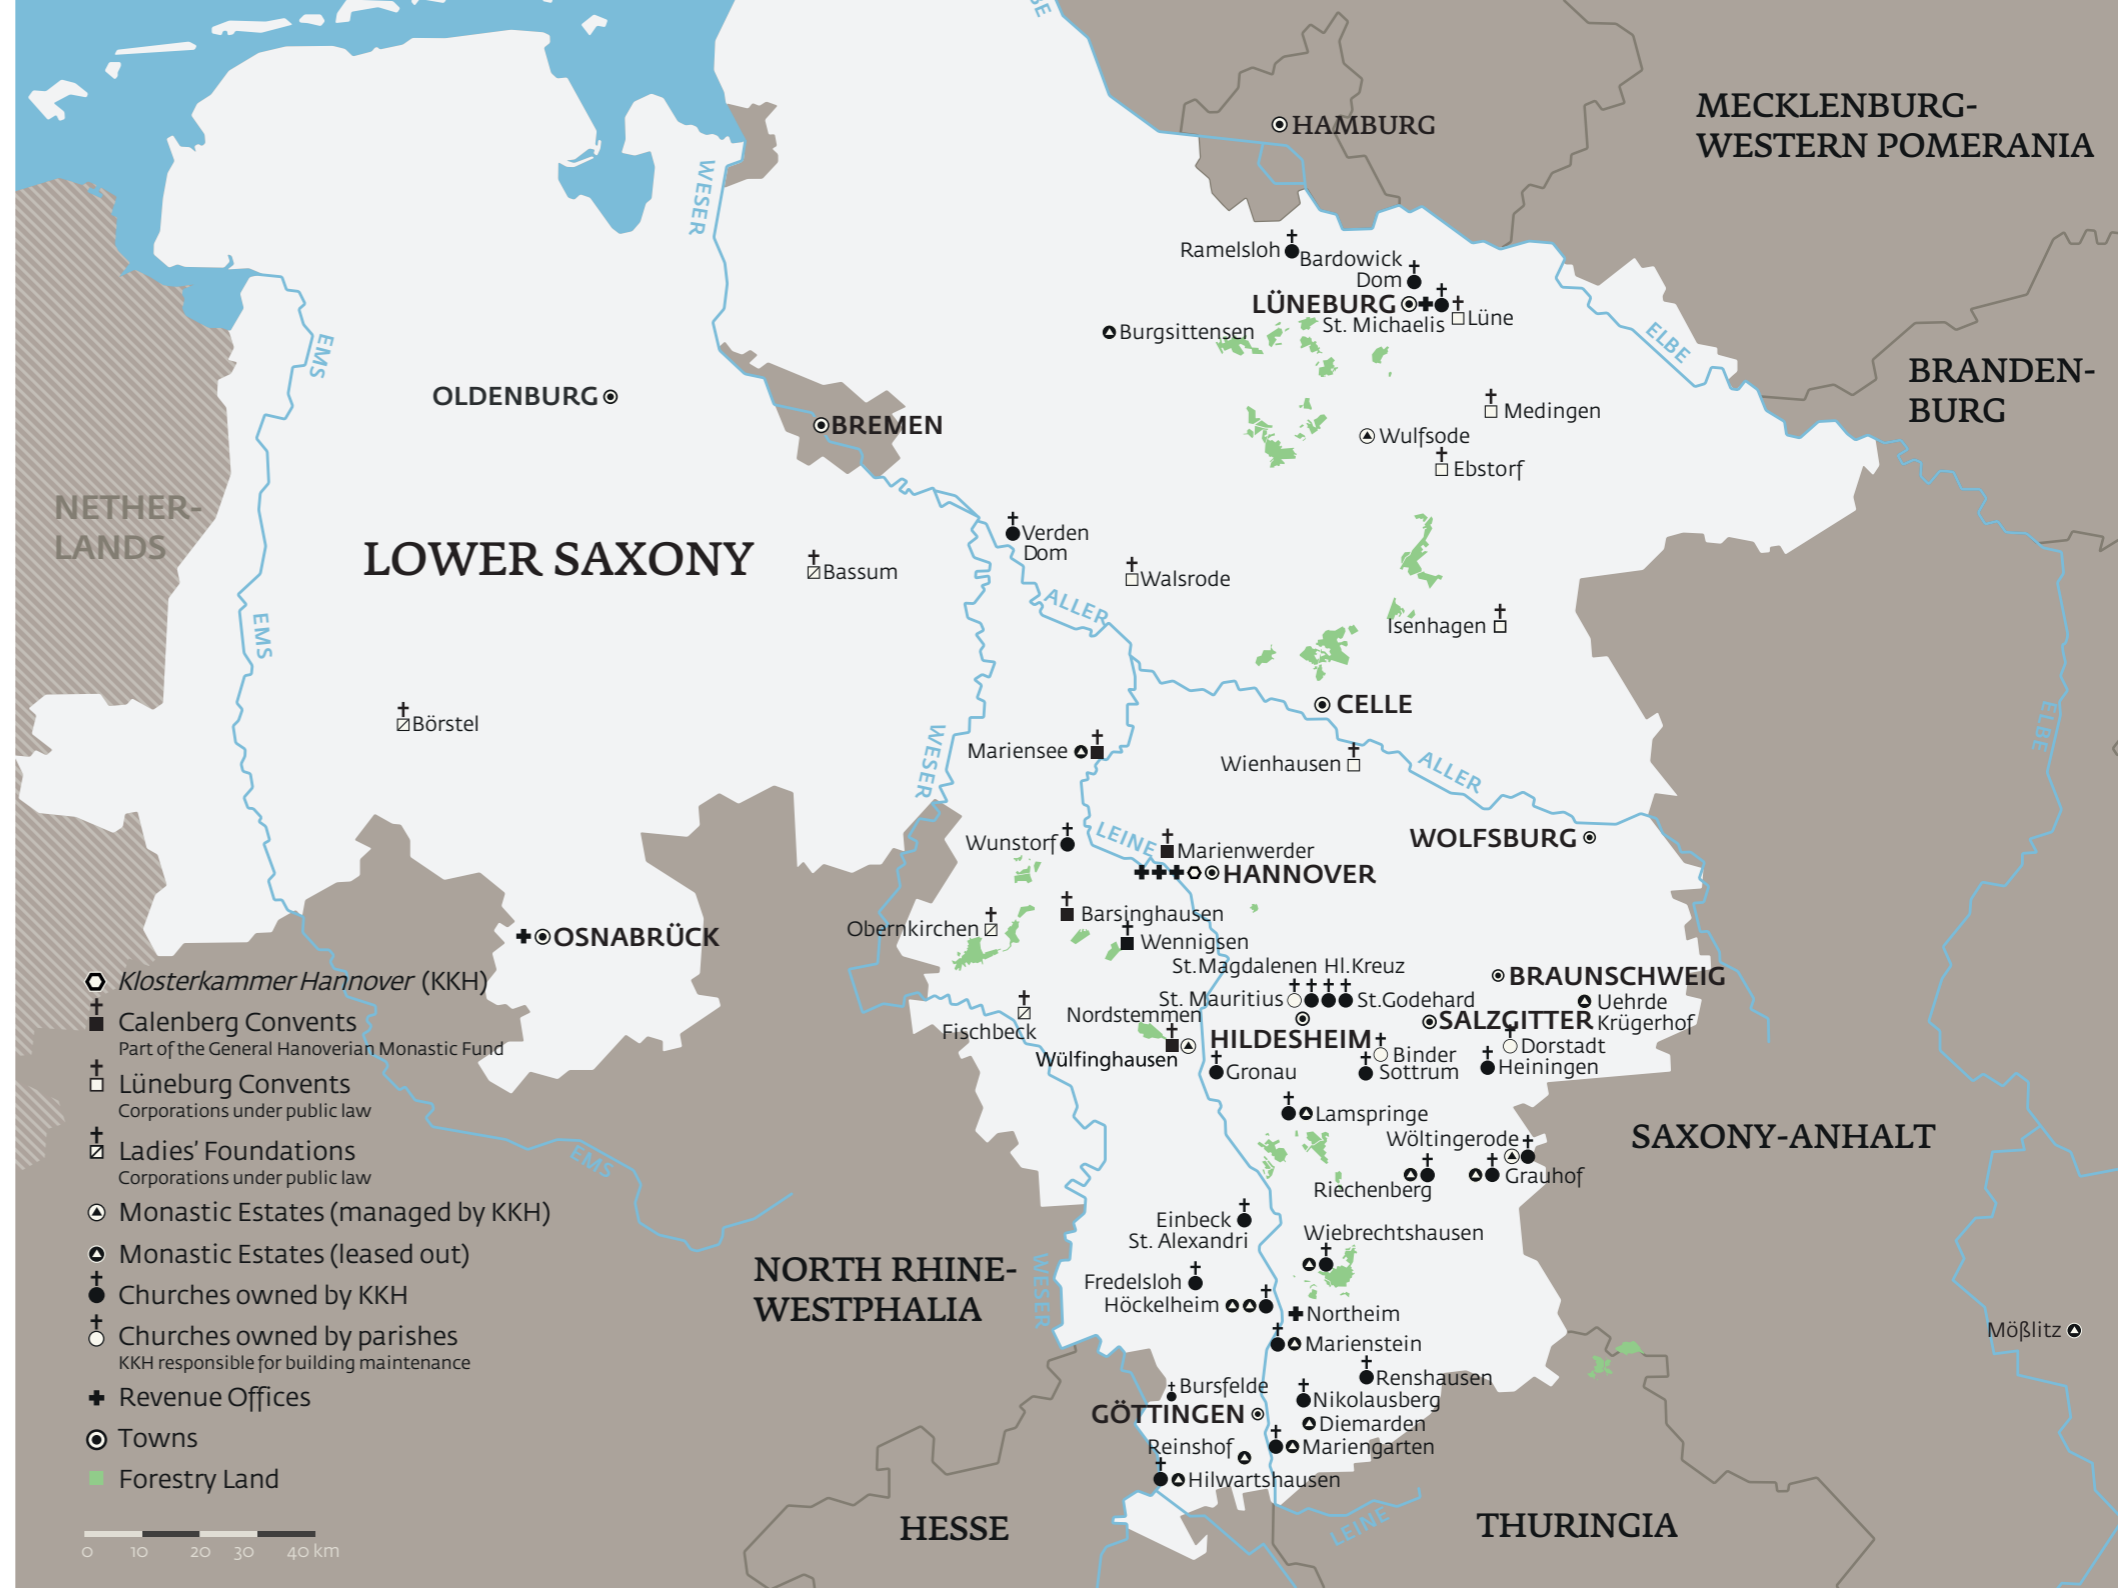 BE
HAMBURG
MECKLENBURG-
WESTERN POMERANIA
WESER
Ramelsloh
Bardowick
Dom
LÜNEBURG
St. Michaelis
Lüne
Burgsittensen
ELBE
EMS
BRANDEN-
BURG
OLDENBURG
BREMEN
Medingen
Wulfsode
Ebstorf
NETHER-
LANDS
LOWER SAXONY
Verden
Dom
Bassum
Walsrode
ALLER
EMS
Isenhagen
CELLE
Börstel
ELBE
WESER
Mariensee
Wienhausen
ALLER
Wunstorf
LEINE
Marienwerder
WOLFSBURG
HANNOVER
Barsinghausen
Obernkirchen
Wennigsen
OSNABRÜCK
St.Magdalenen Hl.Kreuz
BRAUNSCHWEIG
St. Mauritius
St.Godehard
Uehrde
Krügerhof
Nordstemmen
SALZGITTER
Fischbeck
HILDESHEIM
Wülfinghausen
Binder
Dorstadt
Gronau
Sottrum
Heiningen
Lamspringe
SAXONY-ANHALT
Wöltingerode
Grauhof
Riechenberg
EMS
Einbeck
St. Alexandri
Wiebrechtshausen
NORTH RHINE-
WESTPHALIA
WESER
Fredelsloh
Höckelheim
Northeim
Marienstein
Mößlitz
Renshausen
Bursfelde
Nikolausberg
GÖTTINGEN
Diemarden
Reinshof
Mariengarten
Hilwartshausen
HESSE
LEINE
THURINGIA
Klosterkammer Hannover (KKH)
Calenberg Convents
Part of the General Hanoverian Monastic Fund
Lüneburg Convents
Corporations under public law
Ladies' Foundations
Corporations under public law
Monastic Estates (managed by KKH)
Monastic Estates (leased out)
Churches owned by KKH
Churches owned by parishes
KKH responsible for building maintenance
Revenue Offices
Towns
Forestry Land
0 10 20 30 40 km